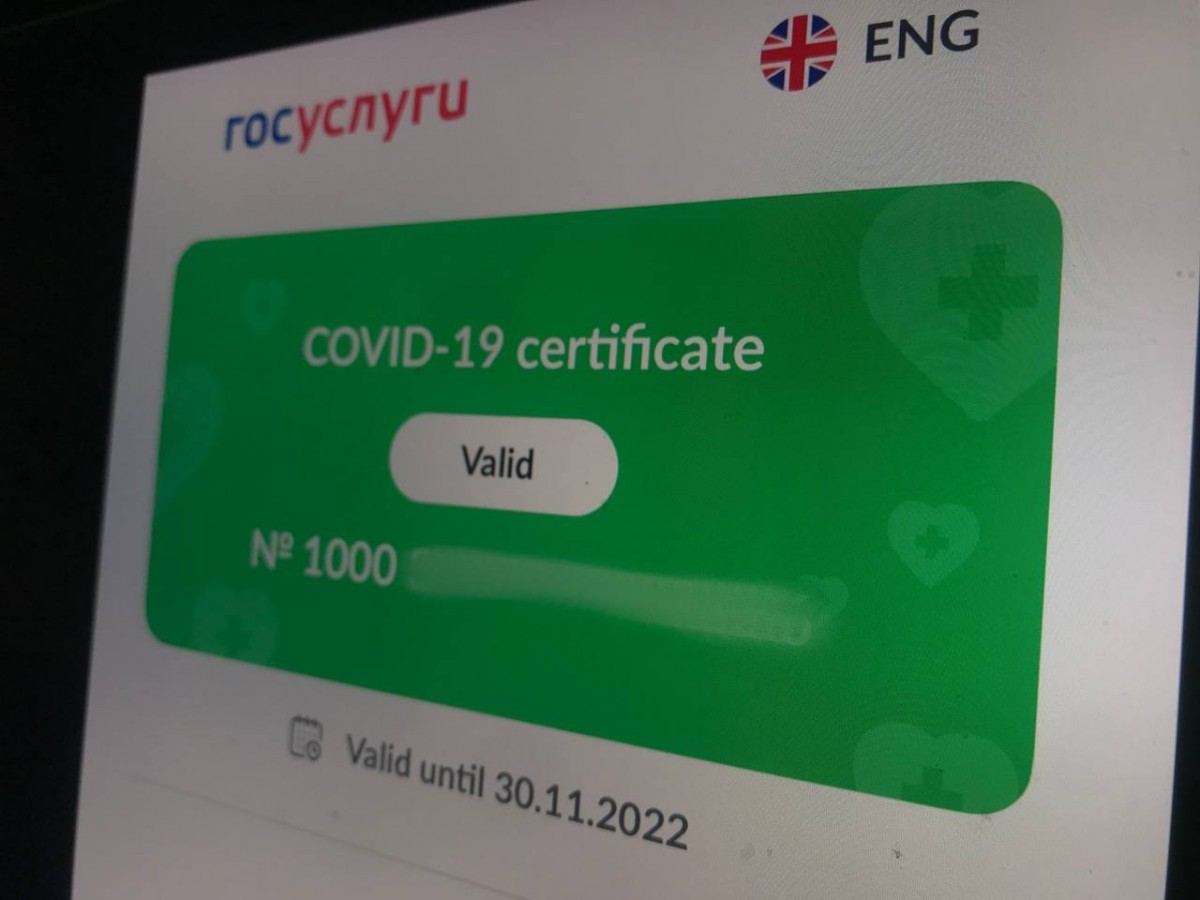 госуслуги
ENG
COVID-19 certificate
Valid
№ 1000
Valid until 30.11.2022